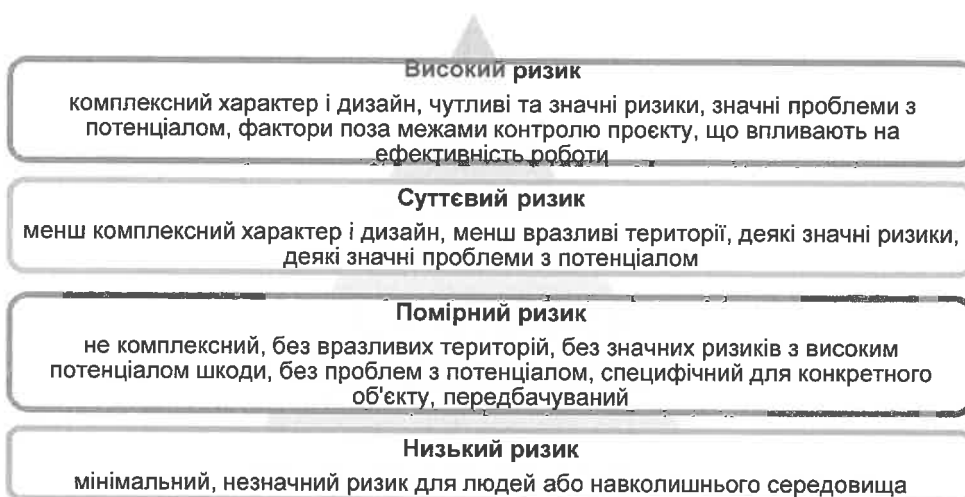 Високий ризик
комплексний характер і дизайн, чутливі та значні ризики, значні проблеми з
потенціалом, фактори поза межами контролю проєкту, що впливають на
ефективність роботи
Суттєвий ризик
менш комплексний характер і дизайн, менш вразливі території, деякі значні ризики,
деякі значні проблеми з потенціалом
Помірний ризик
не комплексний, без вразливих територій, без значних ризиків з високим
потенціалом шкоди, без проблем з потенціалом, специфічний для конкретного
об'єкту, передбачуваний
Низький ризик
мінімальний, незначний ризик для людей або навколишнього середовища